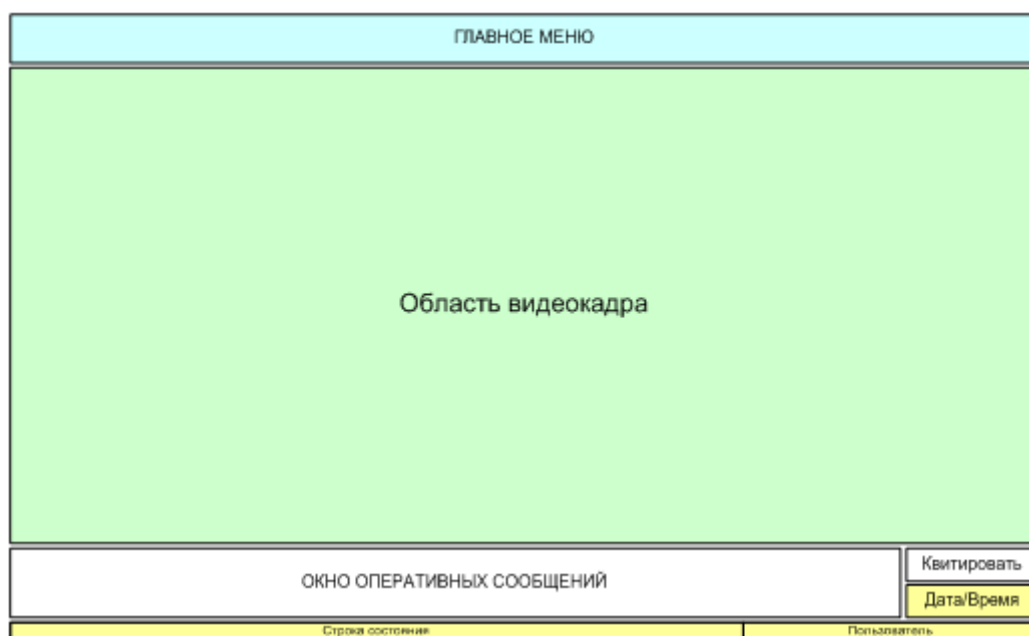 ГЛАВНОЕ МЕНЮ
Область видеокадра
ОКНО ОПЕРАТИВНЫХ СООБЩЕНИЙ
Квитировать
Дата/Время
Строка состояния
Пользователь